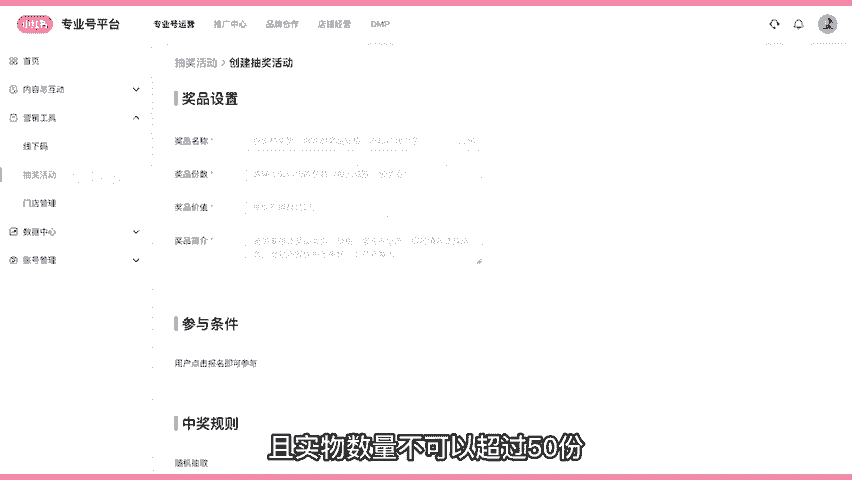 小红书 专业号平台 专业号运营 推广中心 品牌合作 店铺经营 DMP
首页
内容与互动
营销工具
线下码
抽奖活动
门店管理
数据中心
账号管理
抽奖活动 > 创建抽奖活动
奖品设置
奖品名称 *
奖品份数 *
奖品价值 *
奖品简介 *
参与条件
用户点击报名即可参与
中奖规则
随机抽取
且实物数量不可以超过50份